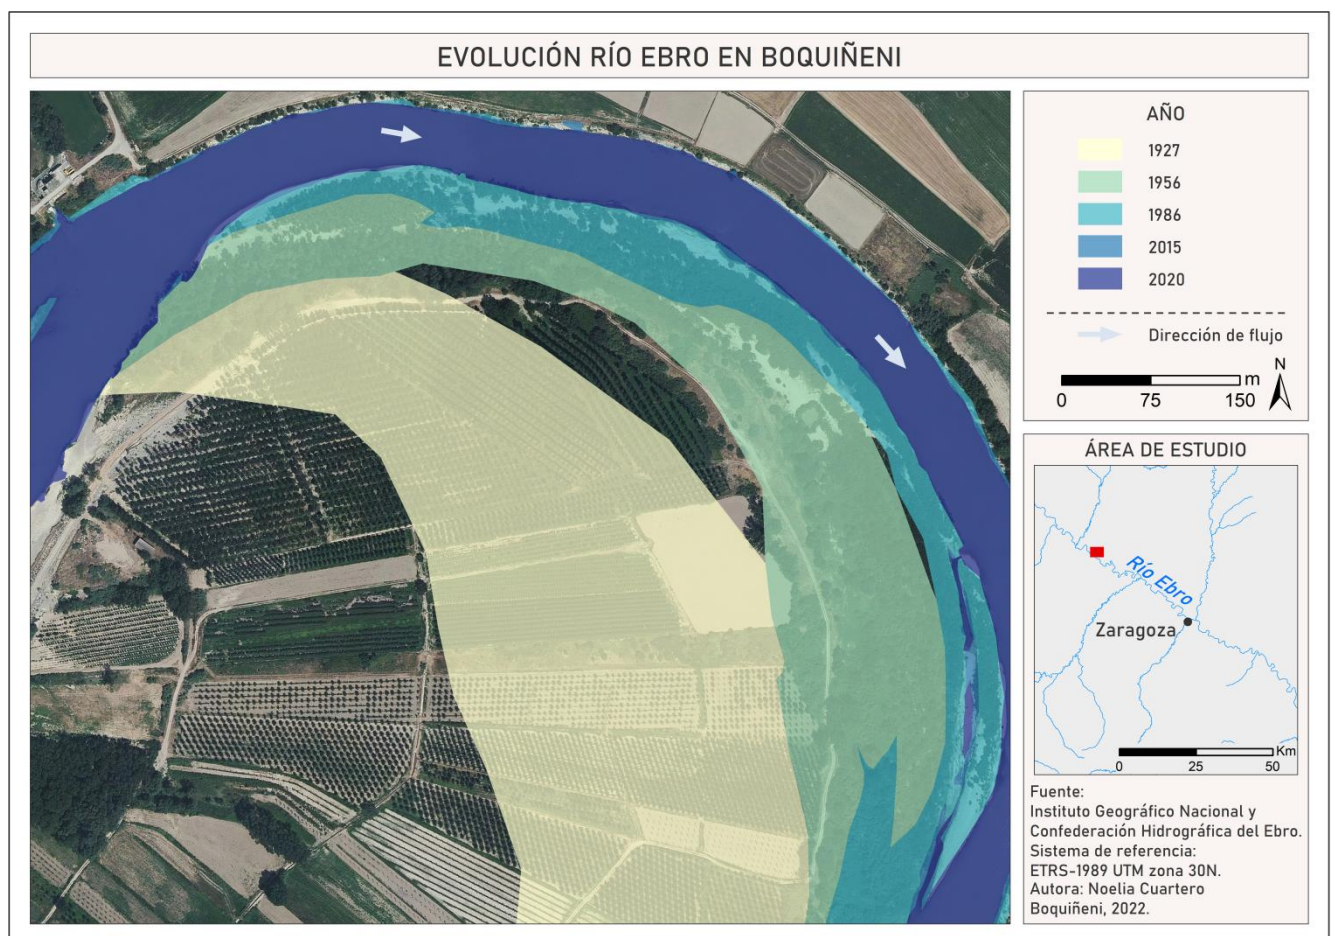 EVOLUCIÓN RÍO EBRO EN BOQUIÑENI
AÑO
1927
1956
1986
2015
2020
Dirección de flujo
N
m
0 75 150
ÁREA DE ESTUDIO
Río Ebro
Zaragoza
Km
0 25 50
Fuente:
Instituto Geográfico Nacional y
Confederación Hidrográfica del Ebro.
Sistema de referencia:
ETRS-1989 UTM zona 30N.
Autora: Noelia Cuartero
Boquiñeni, 2022.